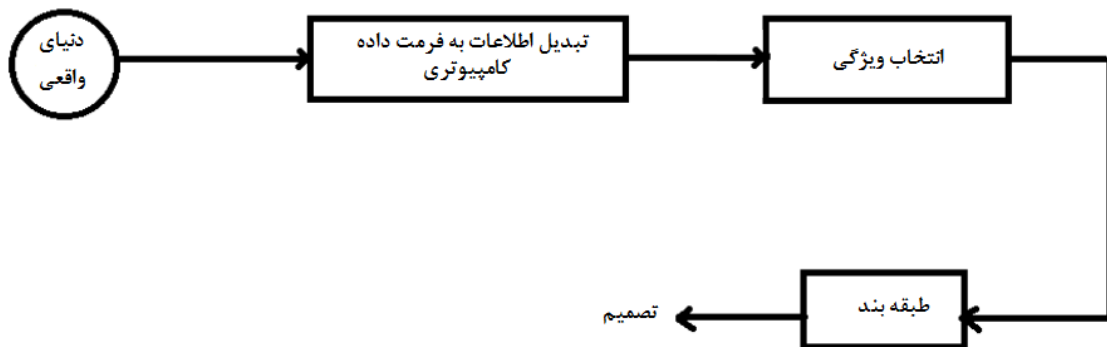 دنیای
واقعی
تبدیل اطلاعات به فرمت داده
کامپیوتری
انتخاب ویژگی
طبقه بند
تصمیم